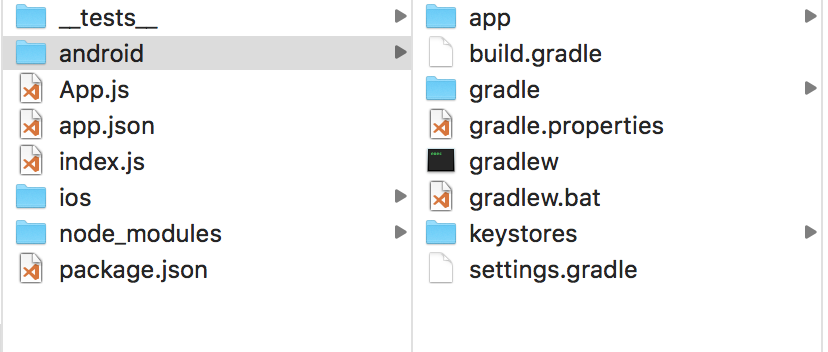 __tests__
android
App.js
app.json
index.js
ios
node_modules
package.json
app
build.gradle
gradle
gradle.properties
gradlew
gradlew.bat
keystores
settings.gradle